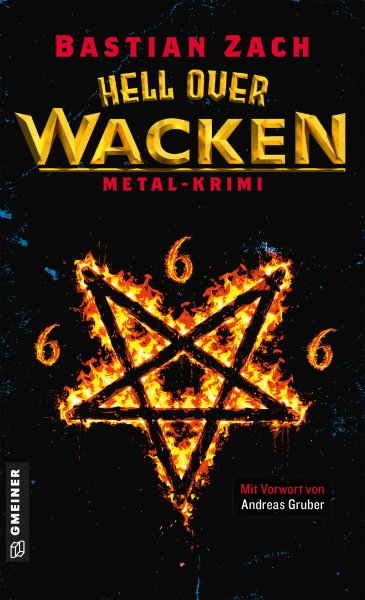 BASTIAN ZACH
HELL OVER
WACKEN
METAL-KRIMI
6
6
6
Mit Vorwort von
Andreas Gruber
GMEINER